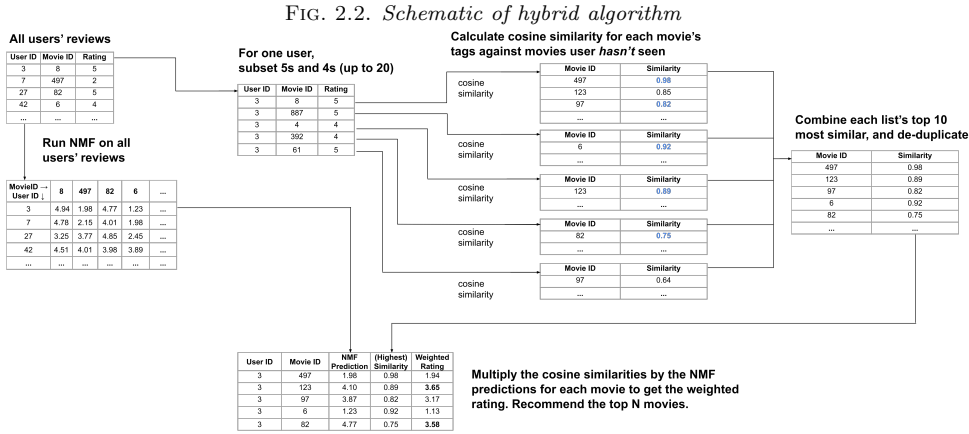 FIG. 2.2. Schematic of hybrid algorithm
All users' reviews
User ID Movie ID Rating
3 8 5
7 497 2
27 82 5
42 6 4
... ... ...
Run NMF on all
users' reviews
MovieID → 8 497 82 6 ...
User ID ↓
3 4.94 1.98 4.77 1.23 ...
7 4.78 2.15 4.01 1.98 ...
27 3.25 3.77 4.85 2.45 ...
42 4.51 4.01 3.98 3.89 ...
... ... ... ... ... ...
For one user,
subset 5s and 4s (up to 20)
User ID Movie ID Rating
3 8 5
3 887 5
3 4 4
3 392 4
3 61 5
Calculate cosine similarity for each movie's
tags against movies user hasn't seen
cosine
similarity
Movie ID Similarity
497 0.98
123 0.85
97 0.82
... ...
cosine
similarity
Movie ID Similarity
6 0.92
... ...
cosine
similarity
Movie ID Similarity
123 0.89
... ...
cosine
similarity
Movie ID Similarity
82 0.75
... ...
cosine
similarity
Movie ID Similarity
97 0.64
... ...
Combine each list's top 10
most similar, and de-duplicate
Movie ID Similarity
497 0.98
123 0.89
97 0.82
6 0.92
82 0.75
... ...
User ID Movie ID NMF Prediction (Highest) Similarity Weighted Rating
3 497 1.98 0.98 1.94
3 123 4.10 0.89 3.65
3 97 3.87 0.82 3.17
3 6 1.23 0.92 1.13
3 82 4.77 0.75 3.58
Multiply the cosine similarities by the NMF
predictions for each movie to get the weighted
rating. Recommend the top N movies.